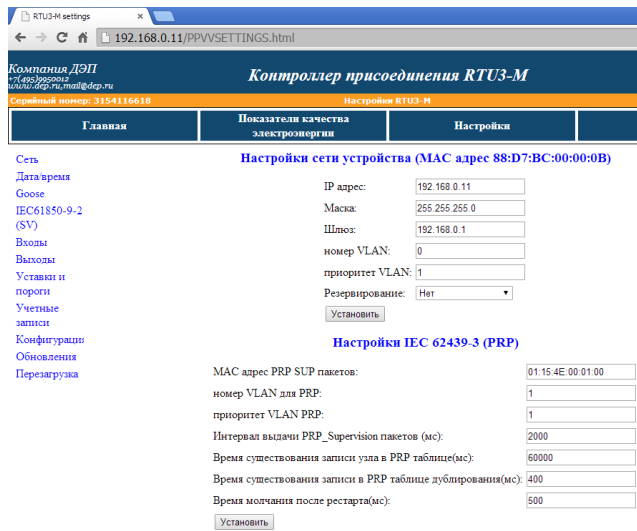 RTU3-M settings
192.168.0.11/PPVVSETTINGS.html
Компания ДЭП
+7(495)9950012
www.dep.ru,mail@dep.ru
Контроллер присоединения RTU3-M
Серийный номер: 3154116618
Настройки RTU3-M
Главная
Показатели качества
электроэнергии
Настройки
Сеть
Дата/время
Goose
IEC61850-9-2
(SV)
Входы
Выходы
Уставки и
пороги
Учетные
записи
Конфигурация
Обновления
Перезагрузка
Настройки сети устройства (MAC адрес 88:D7:BC:00:00:0B)
IP адрес: 192.168.0.11
Маска: 255.255.255.0
Шлюз: 192.168.0.1
номер VLAN: 0
приоритет VLAN: 1
Резервирование: Нет
Установить
Настройки IEC 62439-3 (PRP)
MAC адрес PRP SUP пакетов: 01:15:4E:00:01:00
номер VLAN для PRP: 1
приоритет VLAN PRP: 1
Интервал выдачи PRP_Supervision пакетов (мс): 2000
Время существования записи узла в PRP таблице(мс): 60000
Время существования записи в PRP таблице дублирования(мс): 400
Время молчания после рестарта(мс): 500
Установить